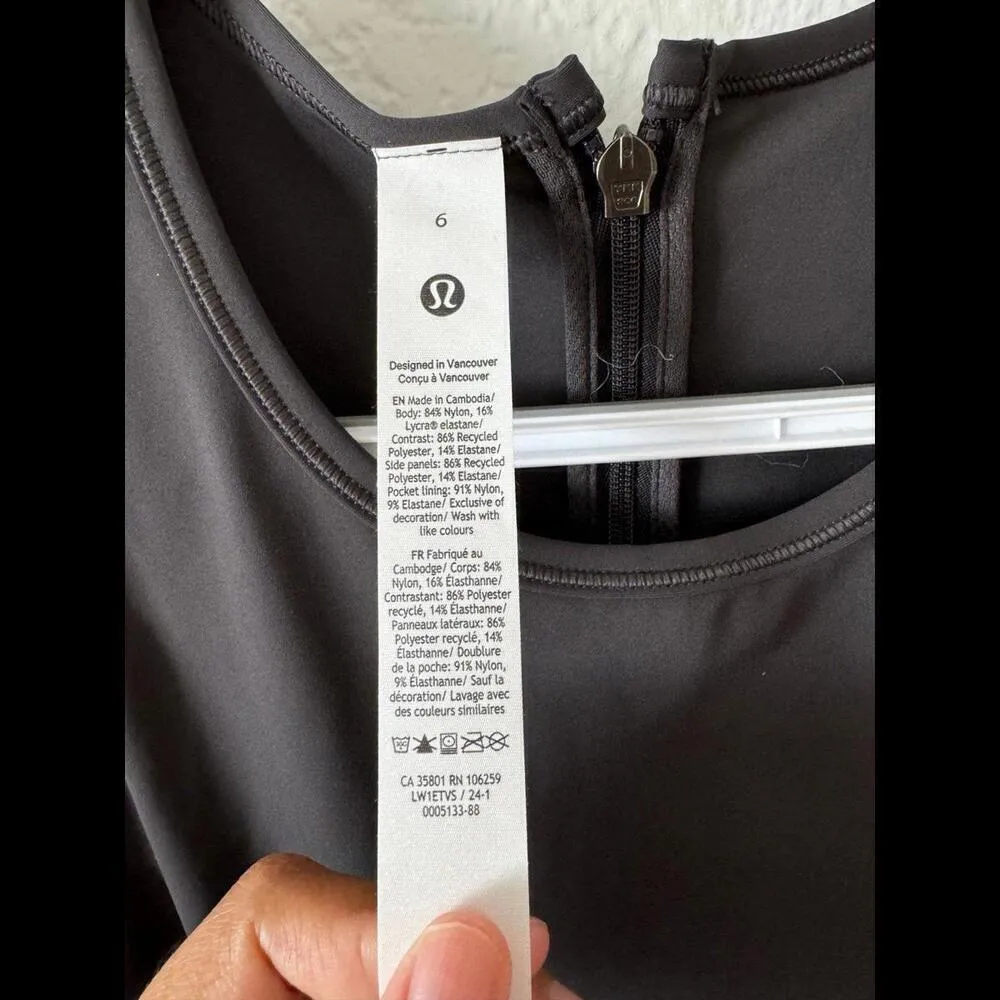 6
Designed in Vancouver
Conçu à Vancouver
EN Made in Cambodia/
Body: 84% Nylon, 16%
Lycra® elastane/
Contrast: 86% Recycled
Polyester, 14% Elastane/
Side panels: 86% Recycled
Polyester, 14% Elastane/
Pocket lining: 91% Nylon,
9% Elastane/ Exclusive of
decoration/ Wash with
like colours
FR Fabriqué au
Cambodge/ Corps: 84%
Nylon, 16% Élasthanne/
Contrastant: 86% Polyester
recyclé, 14% Élasthanne/
Panneaux latéraux: 86%
Polyester recyclé, 14%
Élasthanne/ Doublure
de la poche: 91% Nylon,
9% Élasthanne/ Sauf la
décoration/ Lavage avec
des couleurs similaires
CA 35801 RN 106259
LW1ETVS / 24-1
0005133-88